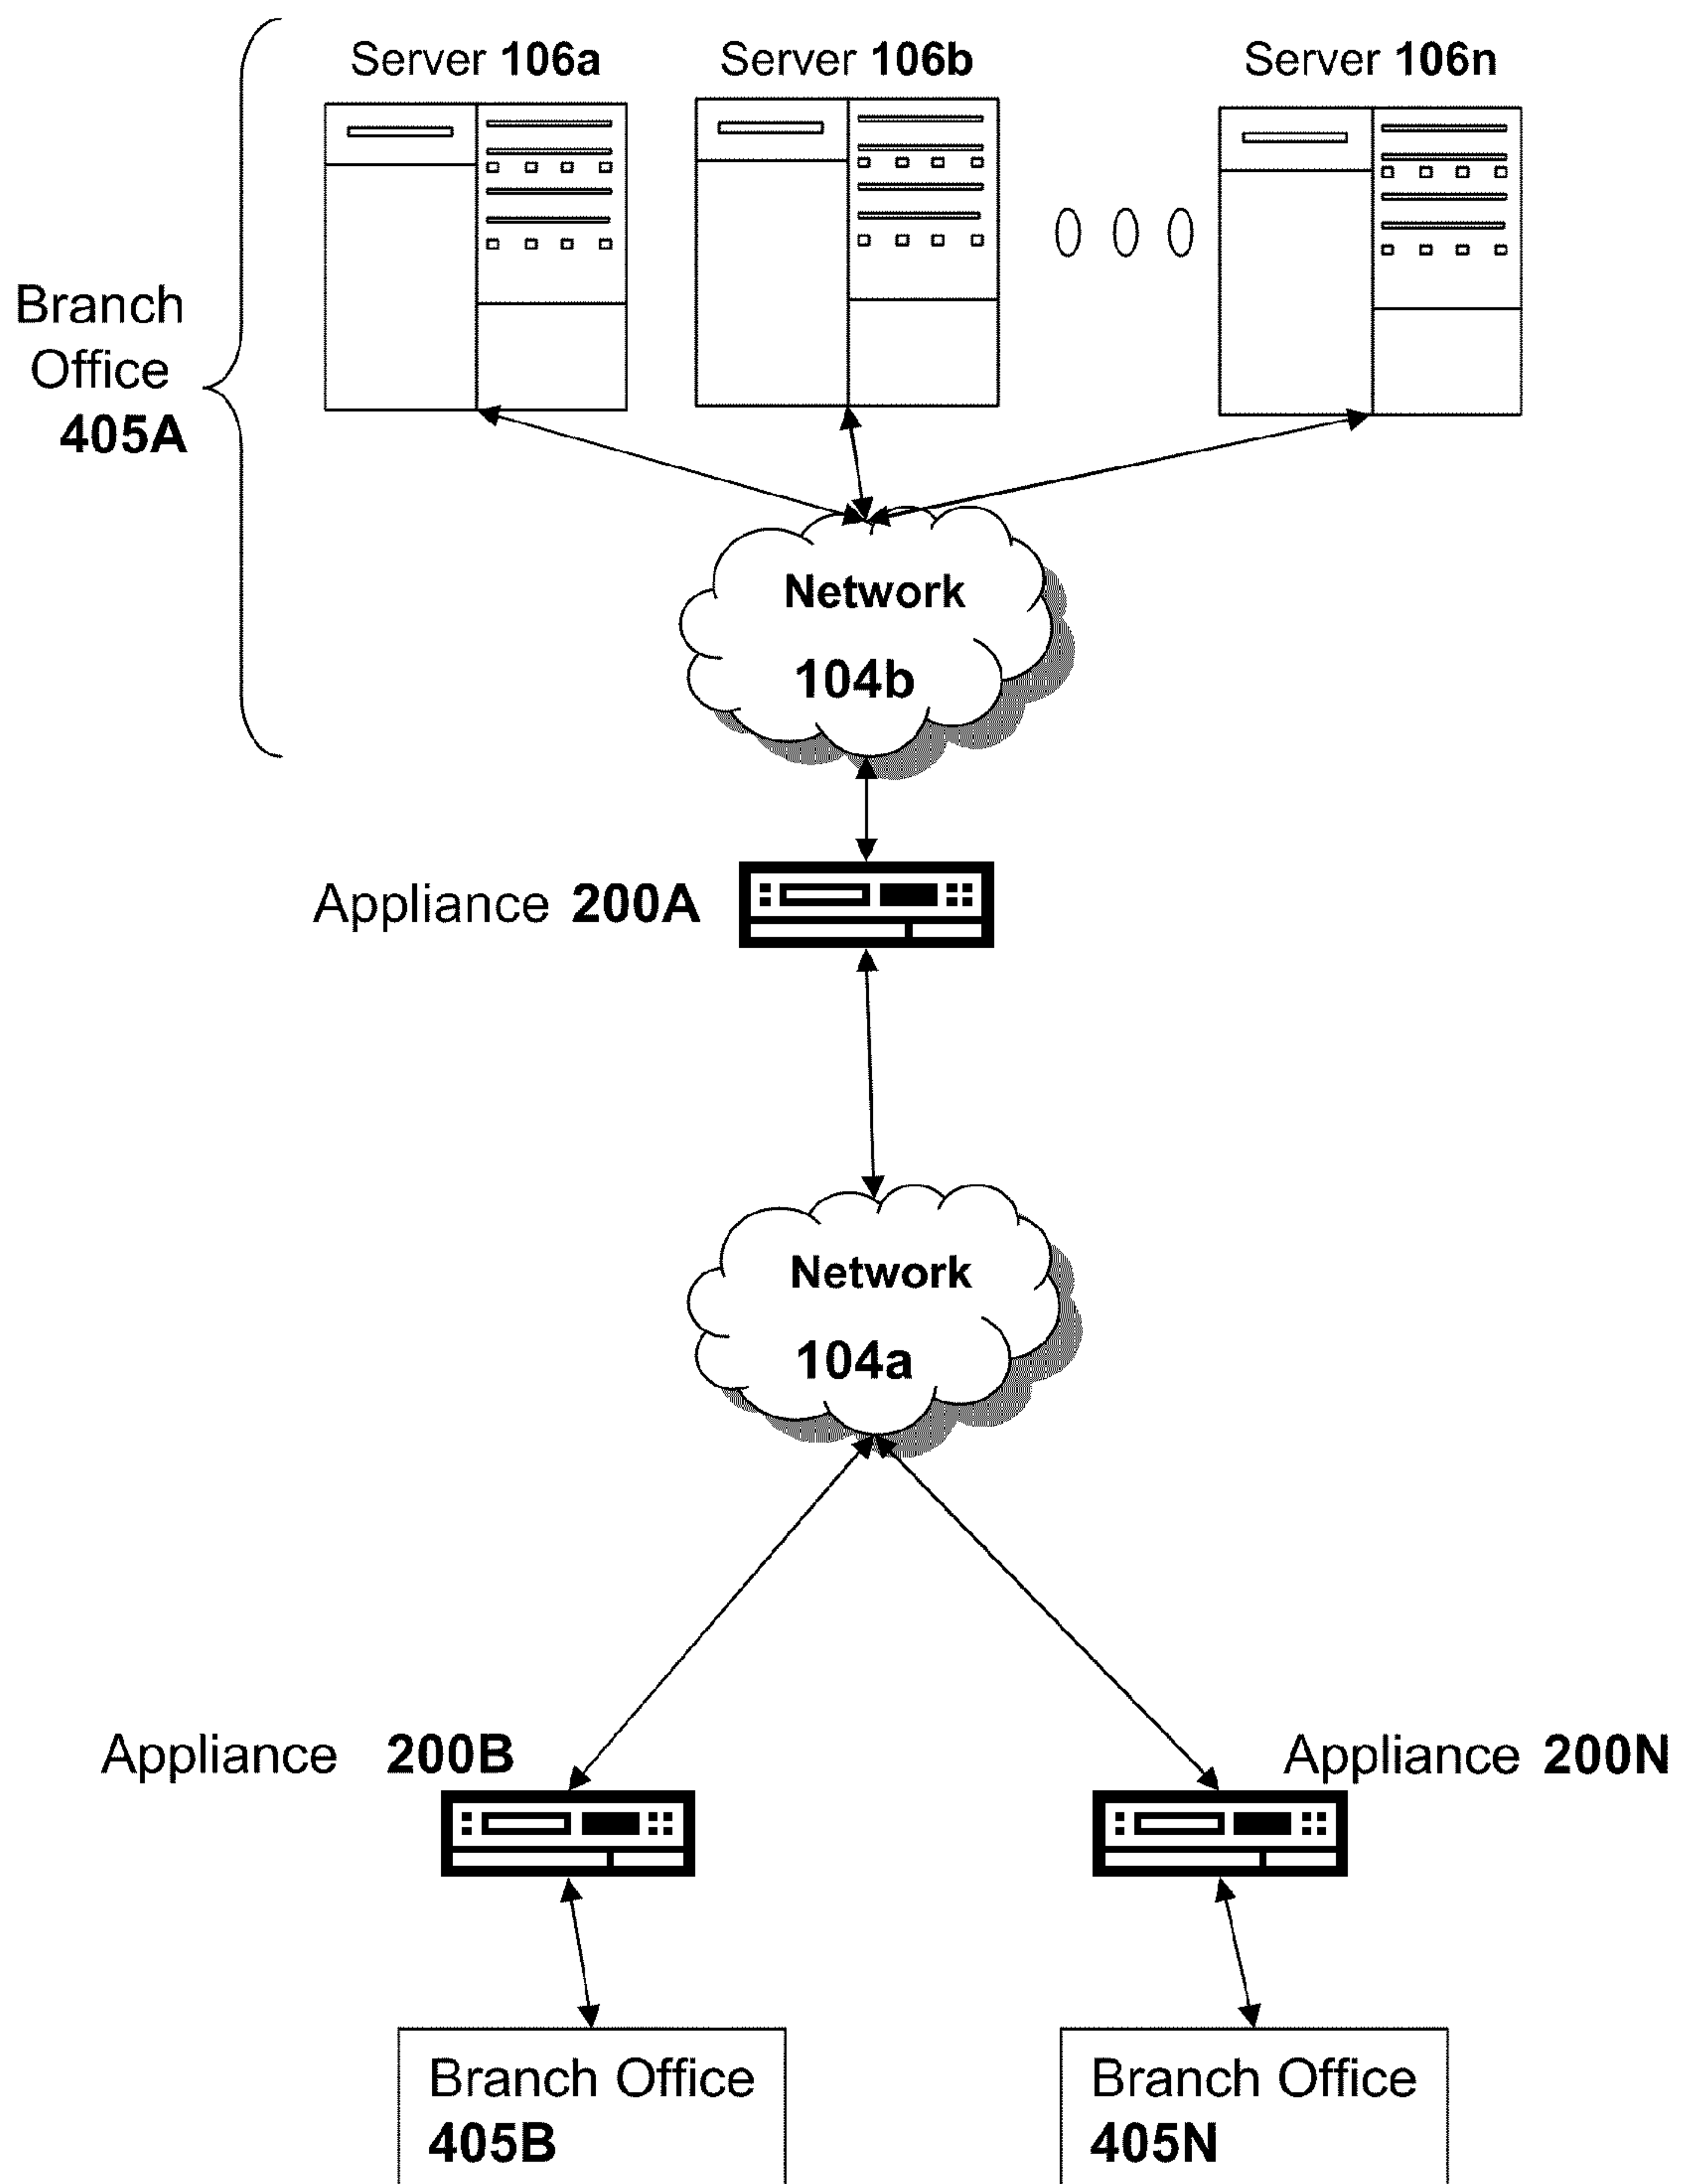 Server 106a
Server 106b
Server 106n
Branch
Office
405A
Network
104b
Appliance 200A
Network
104a
Appliance 200B
Appliance 200N
Branch Office
405B
Branch Office
405N